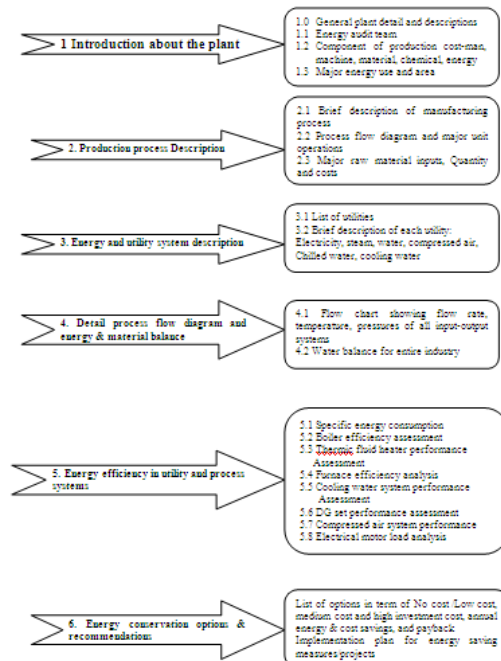 1 Introduction about the plant
1.0 General plant detail and descriptions
1.1 Energy audit team
1.2 Component of production cost-man,
machine, material, chemical, energy
1.3 Major energy use and area
2. Production process Description
2.1 Brief description of manufacturing
process
2.2 Process flow diagram and major unit
operations
2.3 Major raw material inputs, Quantity
and costs
3. Energy and utility system description
3.1 List of utilities
3.2 Brief description of each utility:
Electricity, steam, water, compressed air,
Chilled water, cooling water
4. Detail process flow diagram and
energy & material balance
4.1 Flow chart showing flow rate,
temperature, pressures of all input-output
systems
4.2 Water balance for entire industry
5. Energy efficiency in utility and process
systems
5.1 Specific energy consumption
5.2 Boiler efficiency assessment
5.3 Thermic fluid heater performance
Assessment
5.4 Furnace efficiency analysis
5.5 Cooling water system performance
Assessment
5.6 DG set performance assessment
5.7 Compressed air system performance
5.8 Electrical motor load analysis
6. Energy conservation options &
recommendations
List of options in term of No cost/Low cost,
medium cost and high investment cost, annual
energy & cost savings, and payback
Implementation plan for energy saving
measures/projects